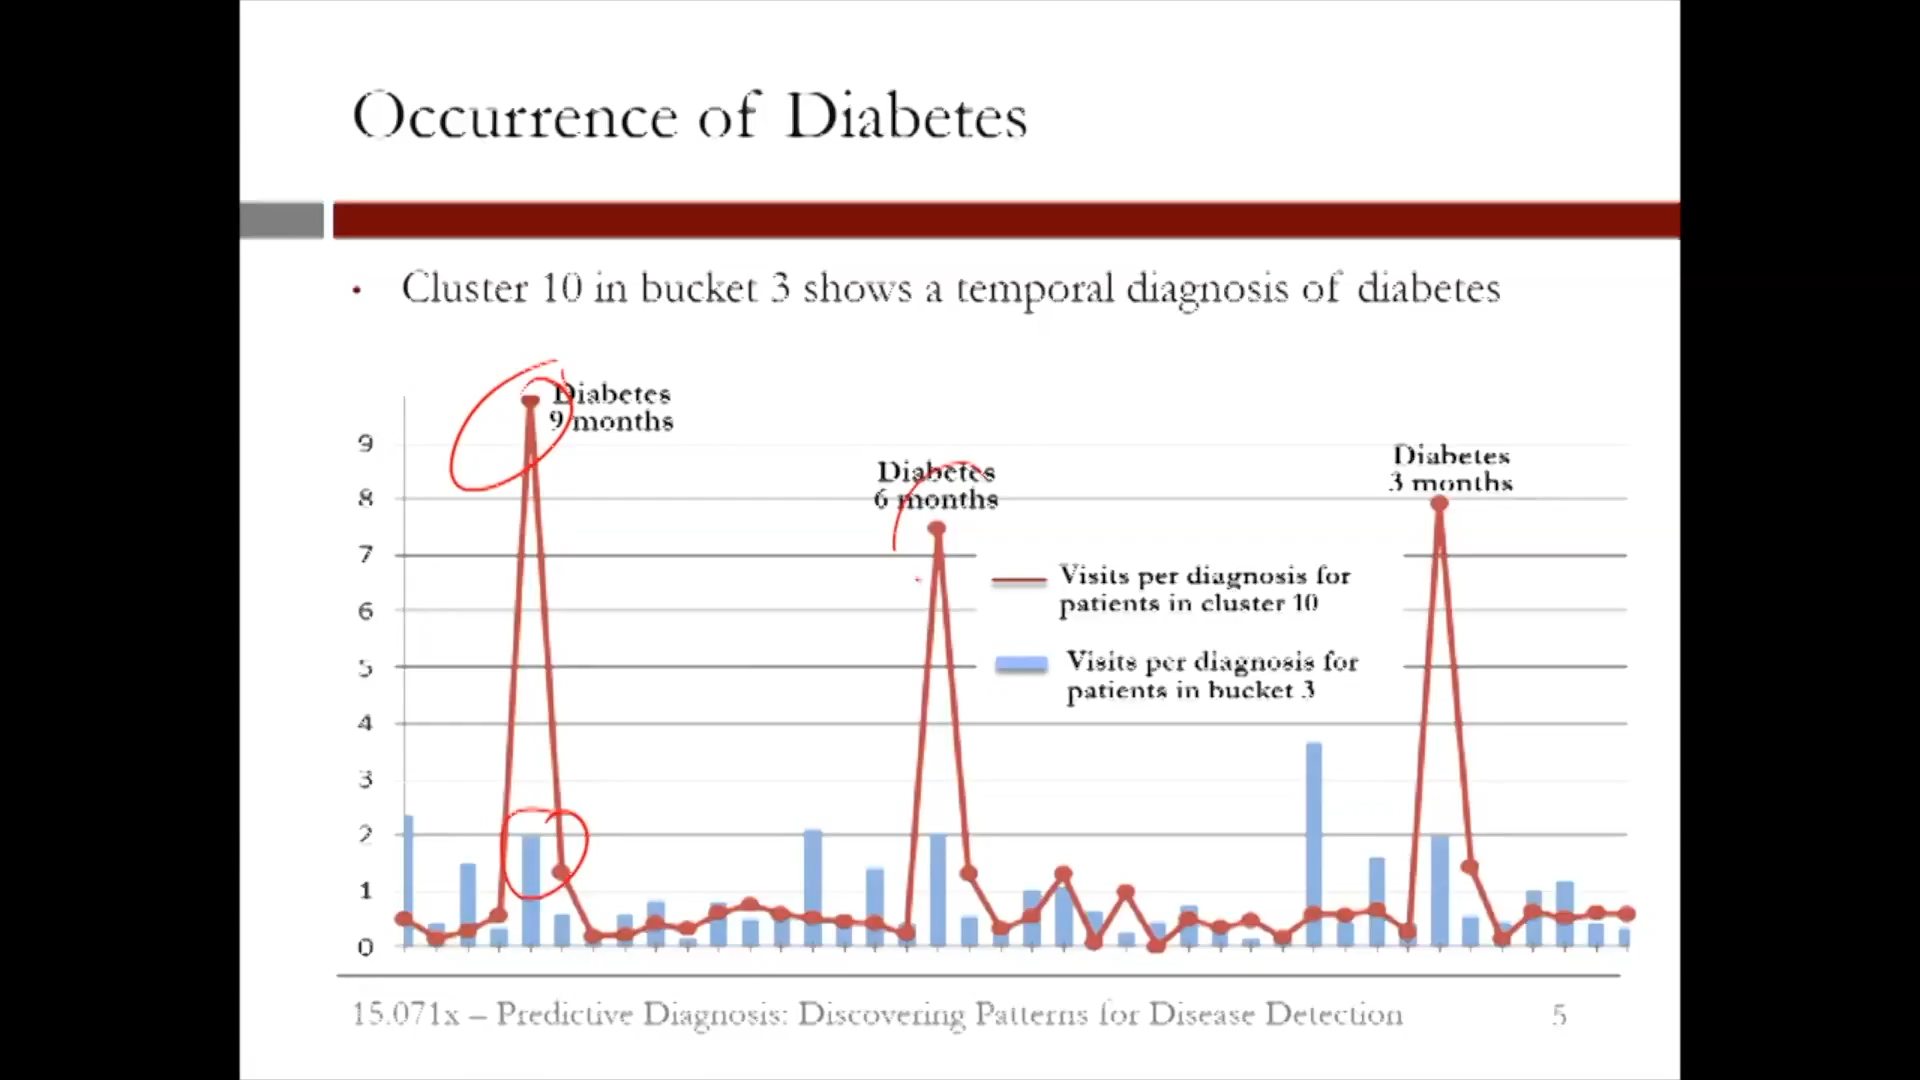 Occurrence of Diabetes
• Cluster 10 in bucket 3 shows a temporal diagnosis of diabetes
Diabetes
9 months
Diabetes
6 months
Diabetes
3 months
9
8
7
6
5
4
3
2
1
0
Visits per diagnosis for
patients in cluster 10
Visits per diagnosis for
patients in bucket 3
15.071x – Predictive Diagnosis: Discovering Patterns for Disease Detection 5